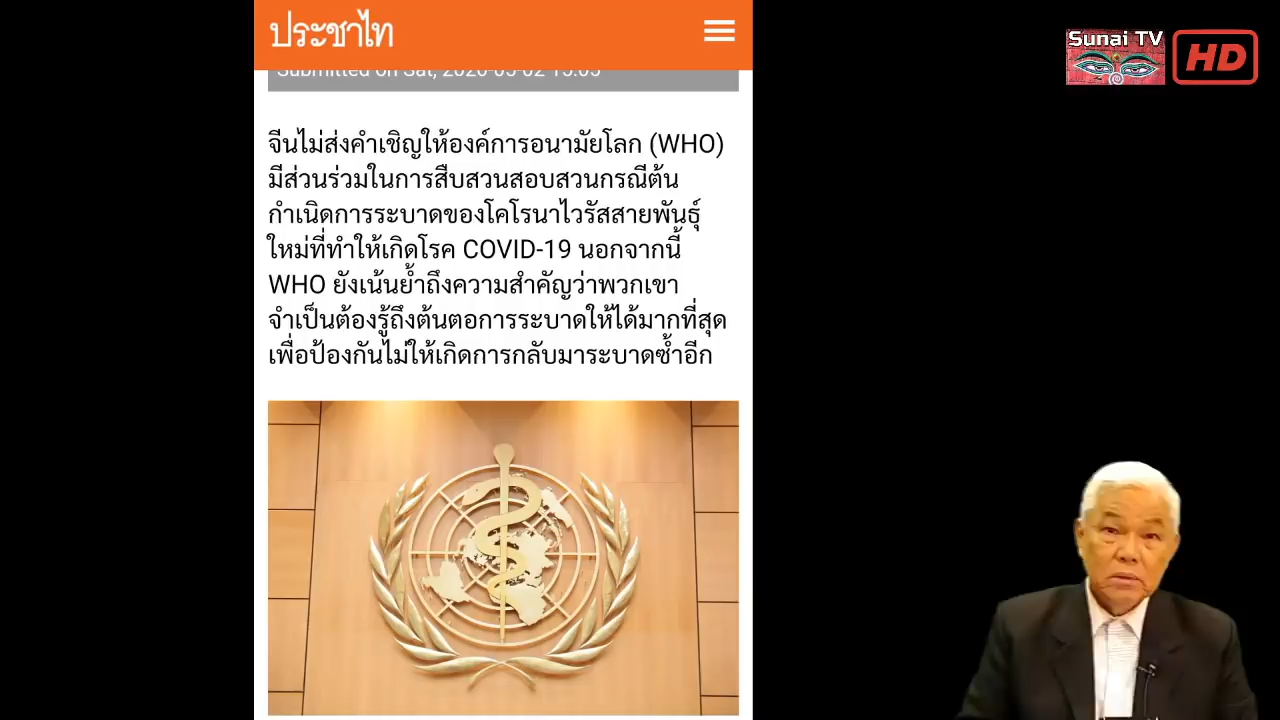 ประชาไท
Sunai TV
HD
Submitted on Sat, 2020-05-02 15:05
จีนไม่ส่งคำเชิญให้องค์การอนามัยโลก (WHO)
มีส่วนร่วมในการสืบสวนสอบสวนกรณีต้น
กำเนิดการระบาดของโคโรนาไวรัสสายพันธุ์
ใหม่ที่ทำให้เกิดโรค COVID-19 นอกจากนี้
WHO ยังเน้นย้ำถึงความสำคัญว่าพวกเขา
จำเป็นต้องรู้ถึงต้นตอการระบาดให้ได้มากที่สุด
เพื่อป้องกันไม่ให้เกิดการกลับมาระบาดซ้ำอีก